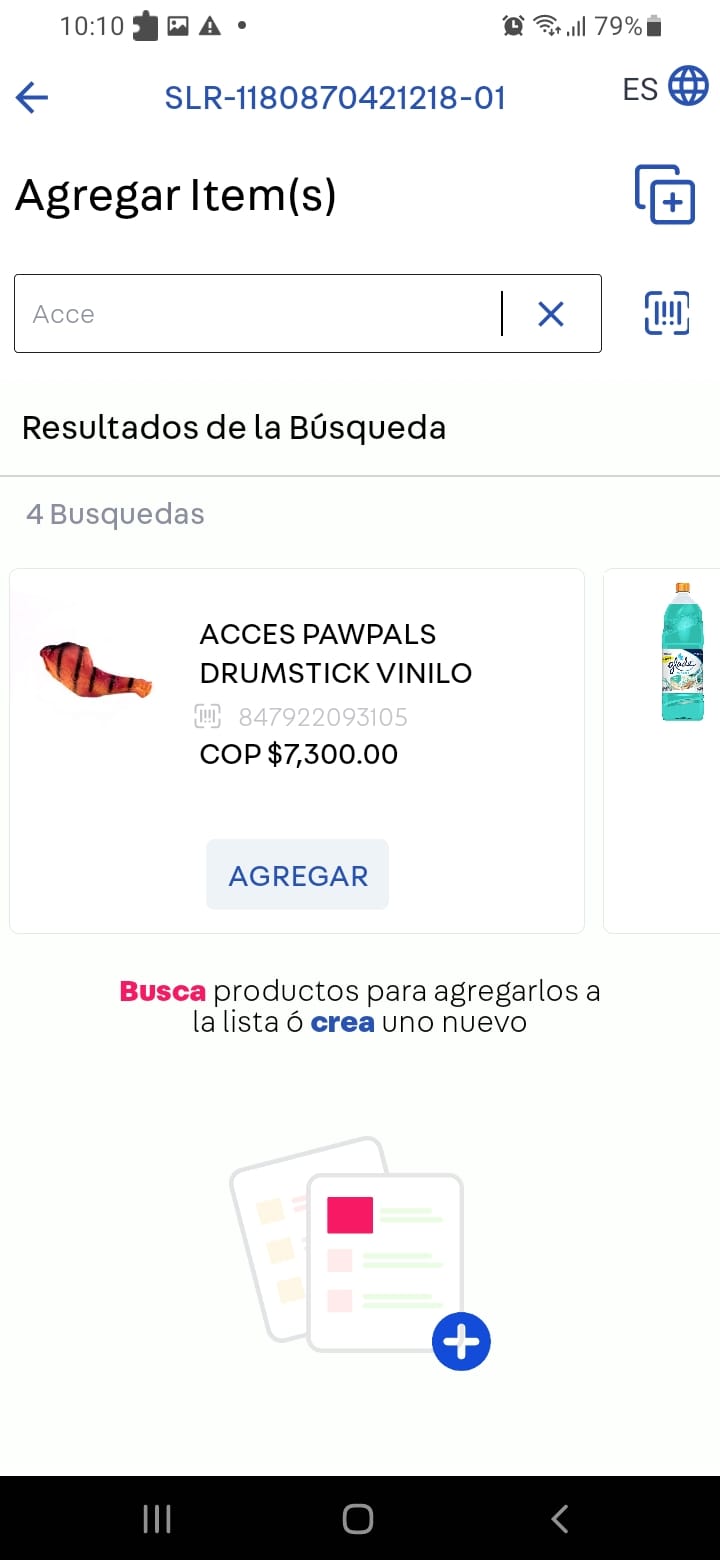 10:10
79%
SLR-1180870421218-01
ES
Agregar Item(s)
Acce
Resultados de la Búsqueda
4 Busquedas
ACCES PAWPALS
DRUMSTICK VINILO
847922093105
COP $7,300.00
AGREGAR
glade
Busca productos para agregarlos a
la lista ó crea uno nuevo